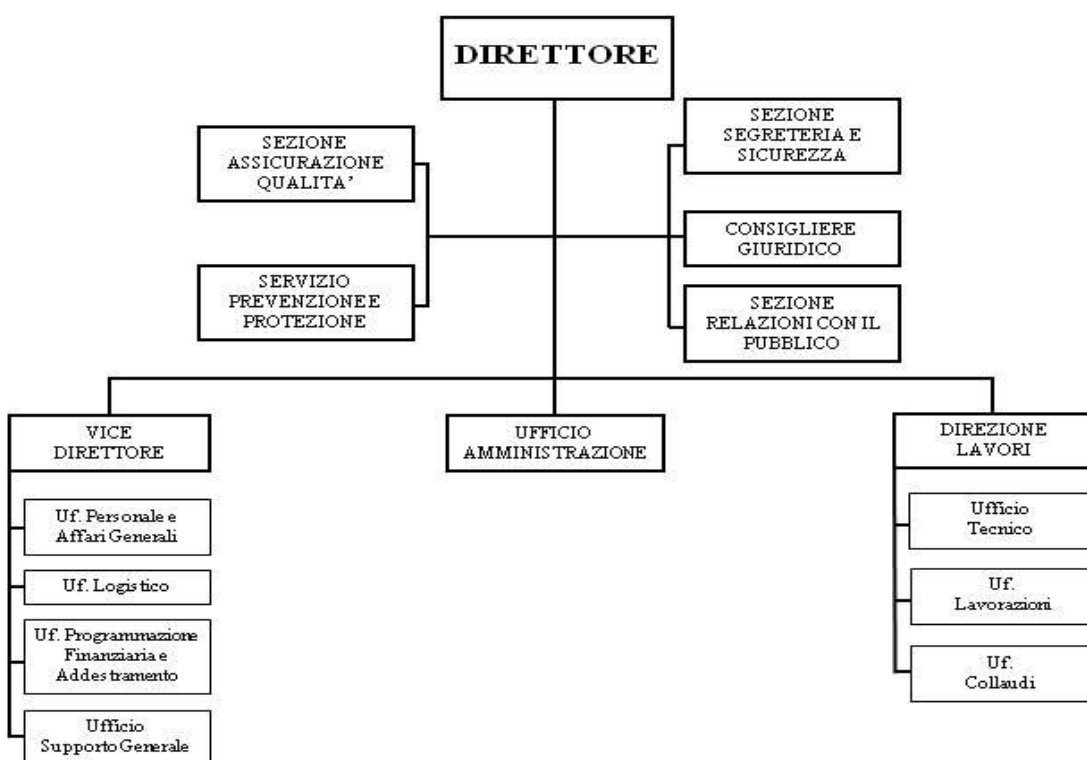 DIRETTORE
SEZIONE
ASSICURAZIONE
QUALITA’
SERVIZIO
PREVENZIONE E
PROTEZIONE
SEZIONE
SEGRETERIA E
SICUREZZA
CONSIGLIERE
GIURIDICO
SEZIONE
RELAZIONI CON IL
PUBBLICO
VICE
DIRETTORE
Uf. Personale e
Affari Generali
Uf. Logistico
Uf. Programmazione
Finanziaria e
Addestramento
Ufficio
Supporto Generale
UFFICIO
AMMINISTRAZIONE
DIREZIONE
LAVORI
Ufficio
Tecnico
Uf.
Lavorazioni
Uf.
Collaudi